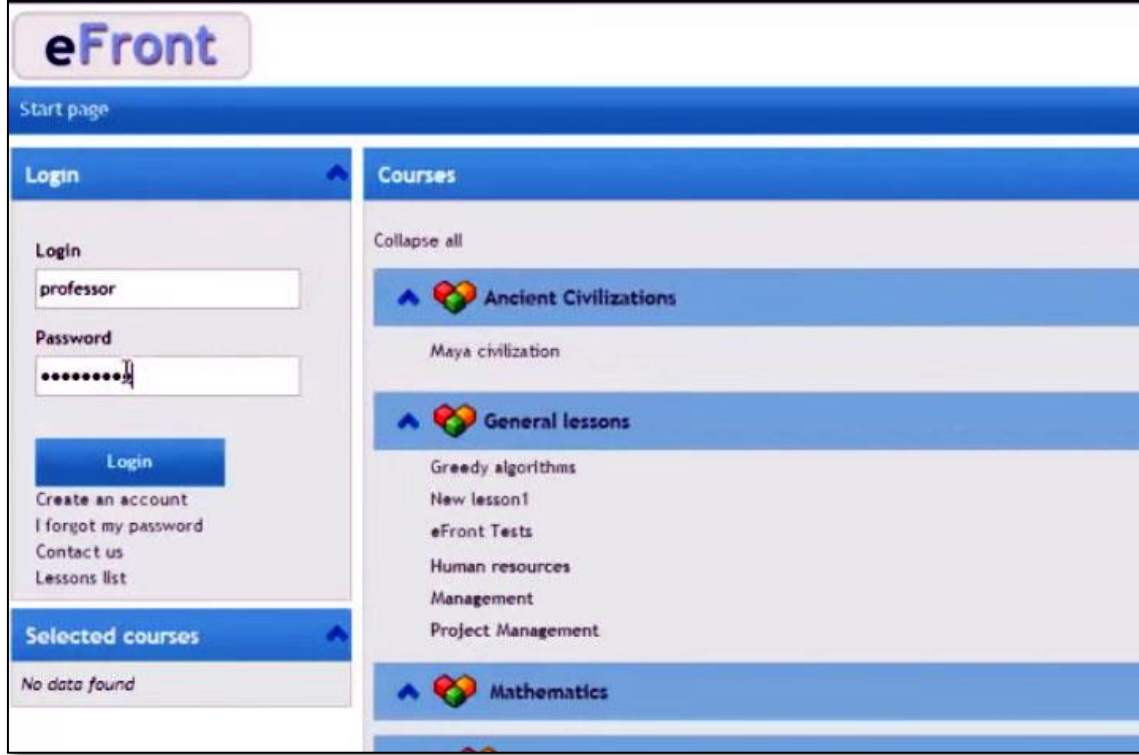 eFront
Start page
Login
Login
professor
Password
Login
Create an account
I forgot my password
Contact us
Lessons list
Selected courses
No data found
Courses
Collapse all
Ancient Civilizations
Maya civilization
General lessons
Greedy algorithms
New lesson1
eFront Tests
Human resources
Management
Project Management
Mathematics